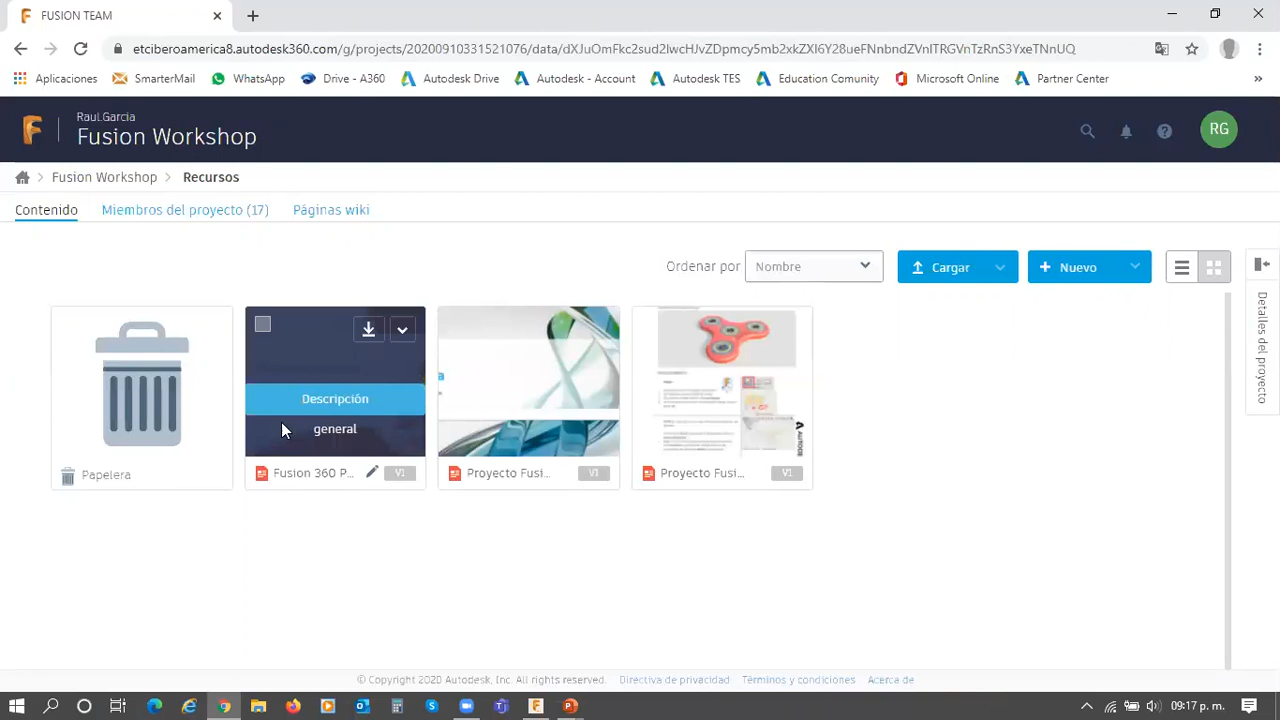 FUSION TEAM
etciberoamerica8.autodesk360.com/g/projects/20200910331521076/data/dXJuOmFkc2sud2lwcHJvZDpmcy5mb2xkZXI6Y28ueFNnbndZVnlTRGVnTzRnS3YxeTNnUQ
Aplicaciones
SmarterMail
WhatsApp
Drive - A360
Autodesk Drive
Autodesk - Account
Autodesk TES
Education Comunity
Microsoft Online
Partner Center
»
Raul.Garcia
Fusion Workshop
RG
Fusion Workshop > Recursos
Contenido
Miembros del proyecto (17)
Páginas wiki
Ordenar por
Nombre
Cargar
Nuevo
Detalles del proyecto
Descripción
general
Papelera
Fusion 360 P...
V1
Proyecto Fusi...
V1
Proyecto Fusi...
V1
© Copyright 2020 Autodesk, Inc. All rights reserved.
Directiva de privacidad
Términos y condiciones
Acerca de
09:17 p. m.